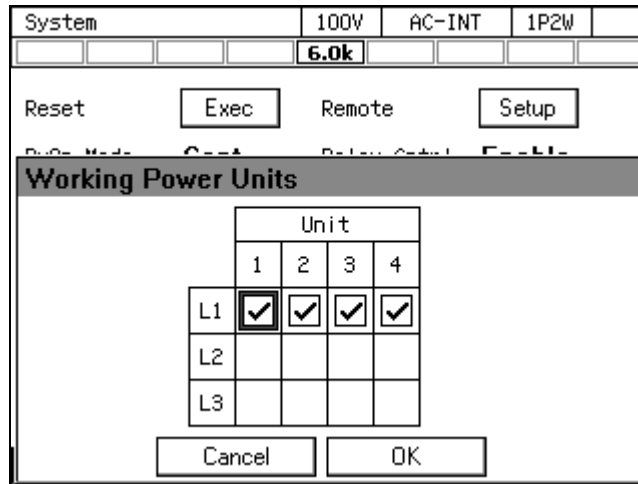 System 100V AC-INT 1P2W
6.0k
Reset Exec Remote Setup
Working Power Units
Unit
1 2 3 4
L1
L2
L3
Cancel OK